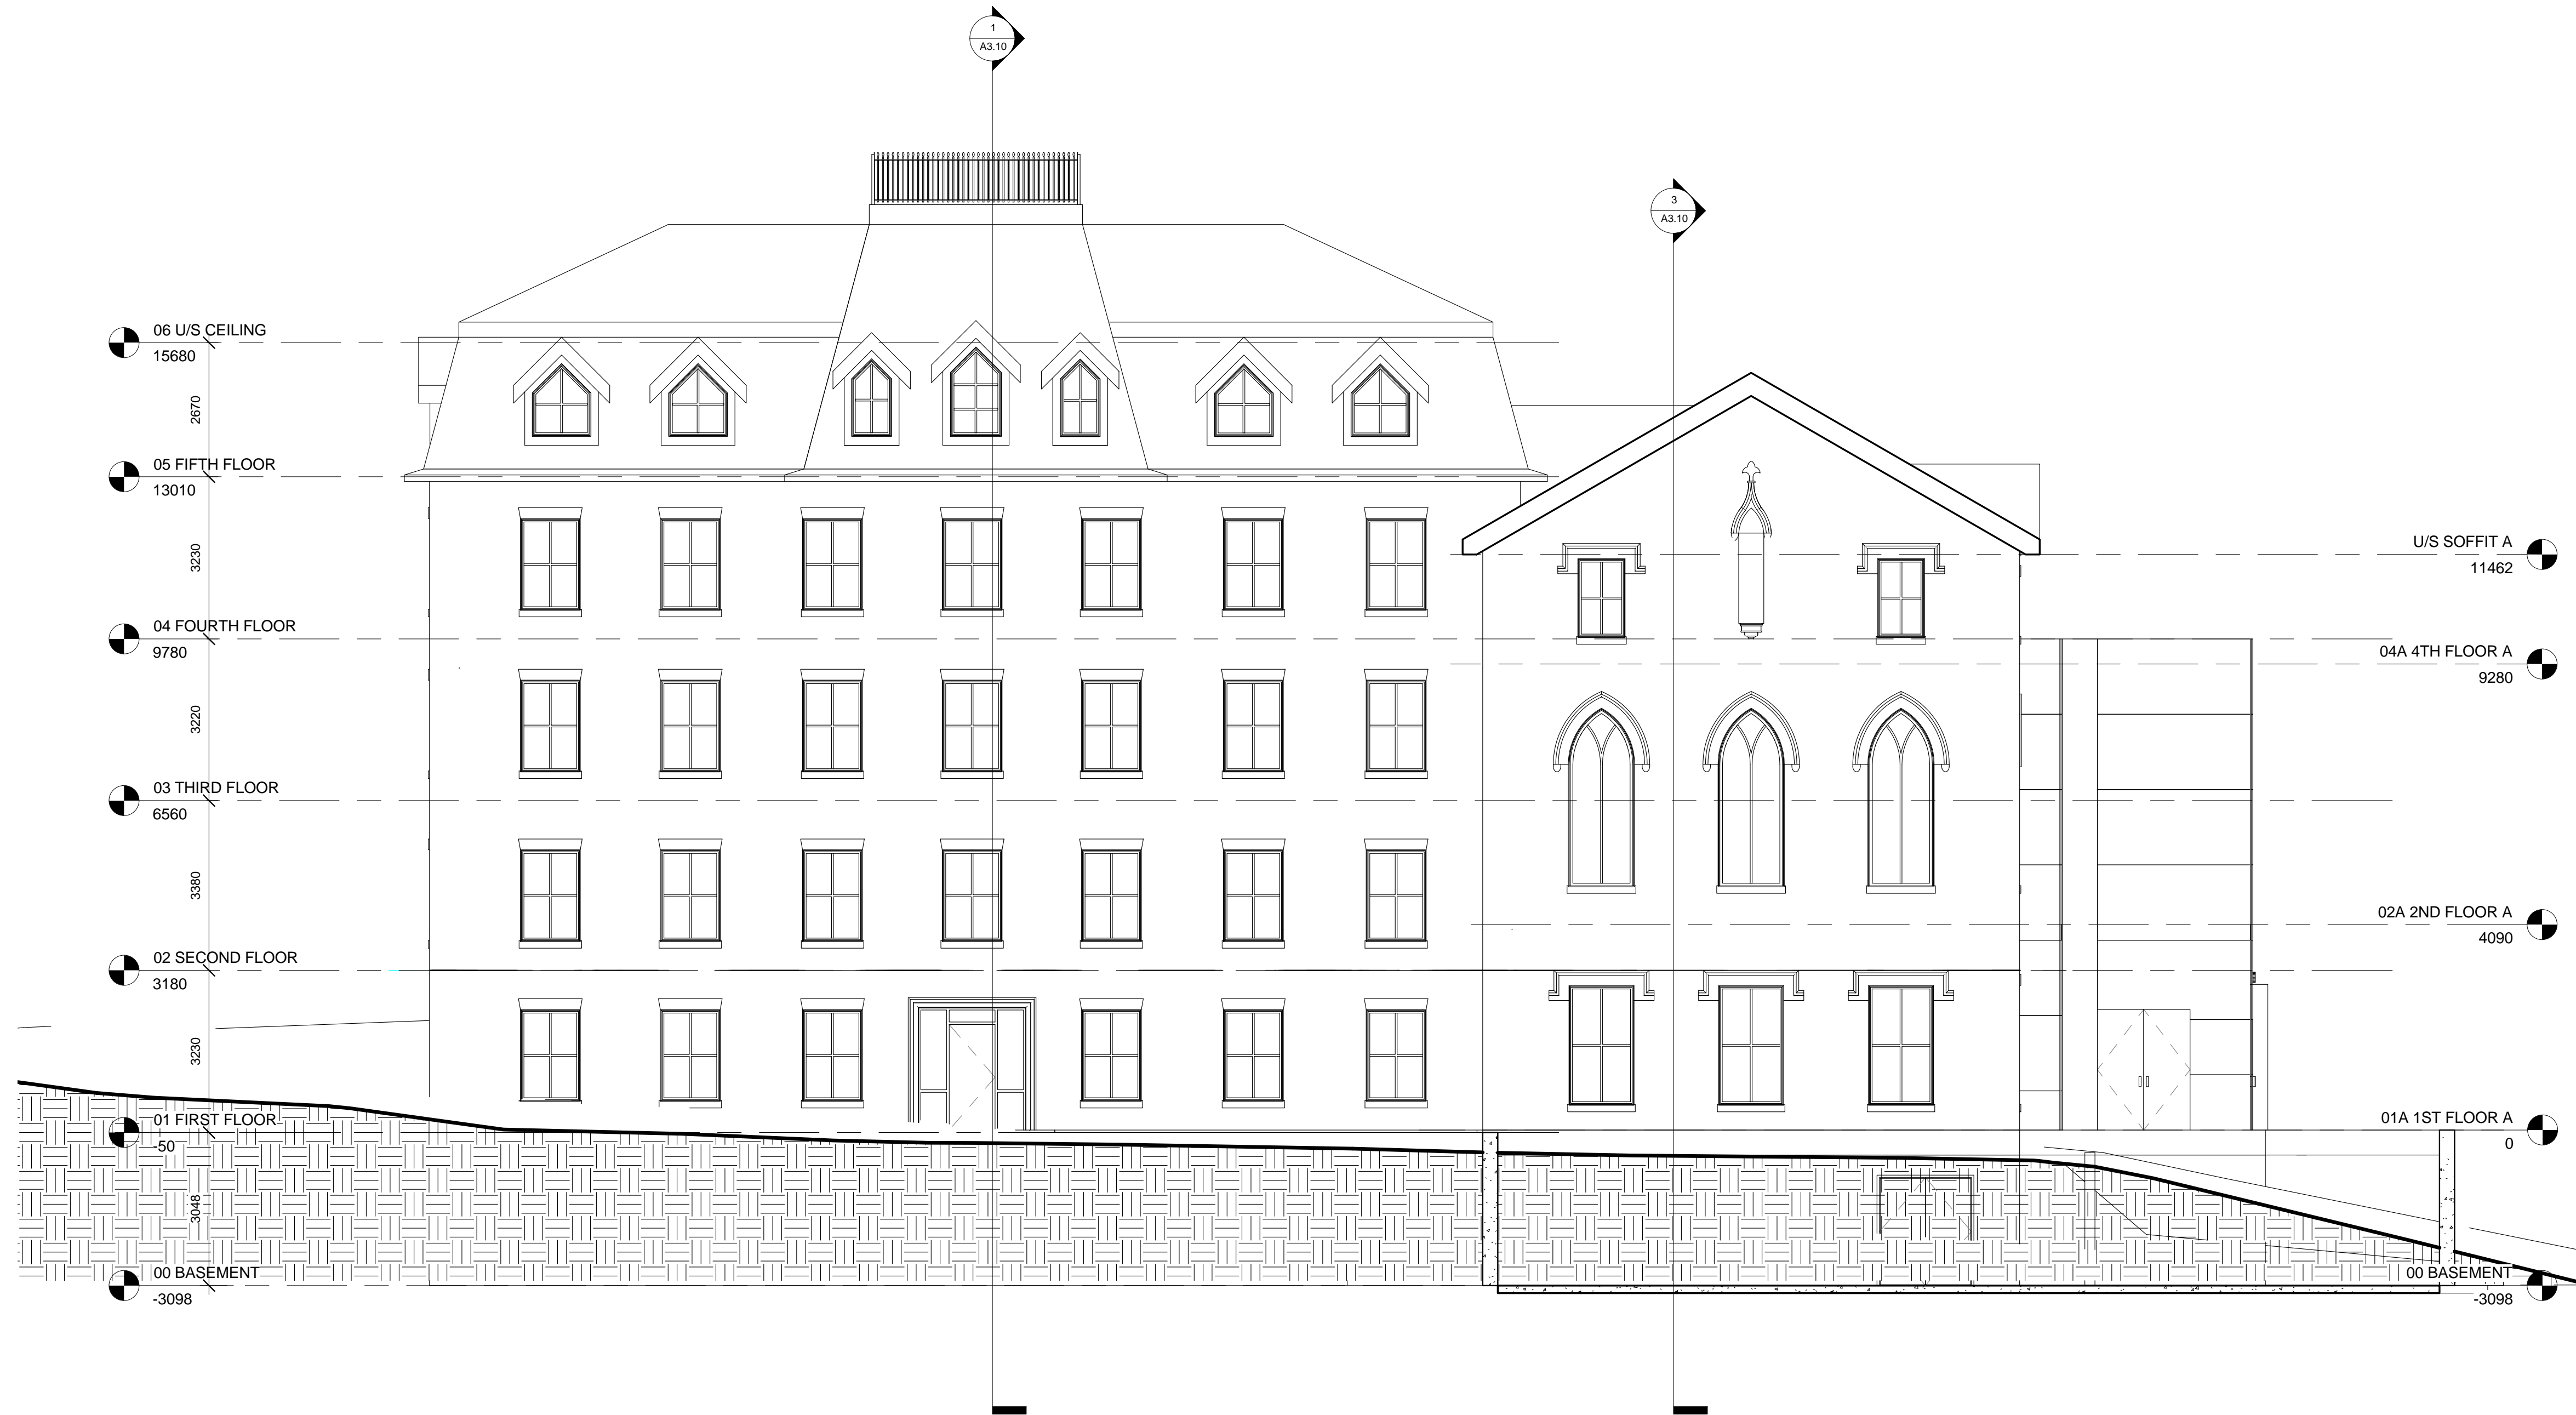 1
A3.10
3
A3.10
06 U/S CEILING
15680
2670
05 FIFTH FLOOR
13010
3230
U/S SOFFIT A
11462
04 FOURTH FLOOR
9780
04A 4TH FLOOR A
9280
3220
03 THIRD FLOOR
6560
3380
02A 2ND FLOOR A
4090
02 SECOND FLOOR
3180
3230
01 FIRST FLOOR
-50
01A 1ST FLOOR A
0
3048
00 BASEMENT
-3098
00 BASEMENT
-3098